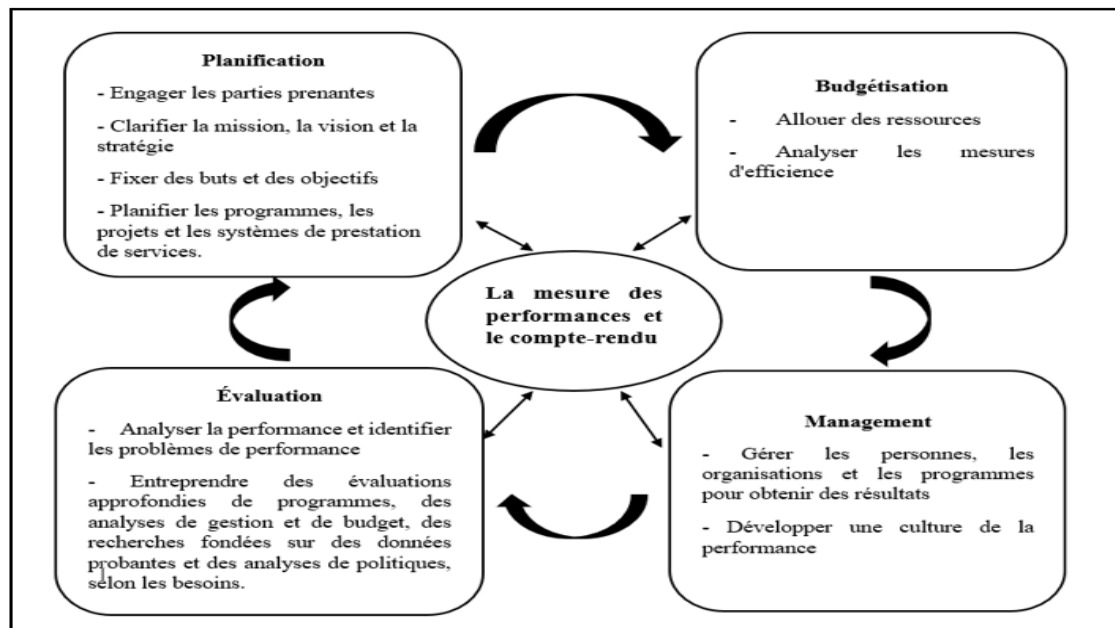 Planification
- Engager les parties prenantes
- Clarifier la mission, la vision et la
stratégie
- Fixer des buts et des objectifs
- Planifier les programmes, les
projets et les systèmes de prestation
de services.
Budgétisation
- Allouer des ressources
- Analyser les mesures
d'efficience
La mesure des
performances et
le compte-rendu
Évaluation
- Analyser la performance et identifier
les problèmes de performance
- Entreprendre des évaluations
approfondies de programmes, des
analyses de gestion et de budget, des
recherches fondées sur des données
probantes et des analyses de politiques,
selon les besoins.
Management
- Gérer les personnes, les
organisations et les programmes
pour obtenir des résultats
- Développer une culture de la
performance